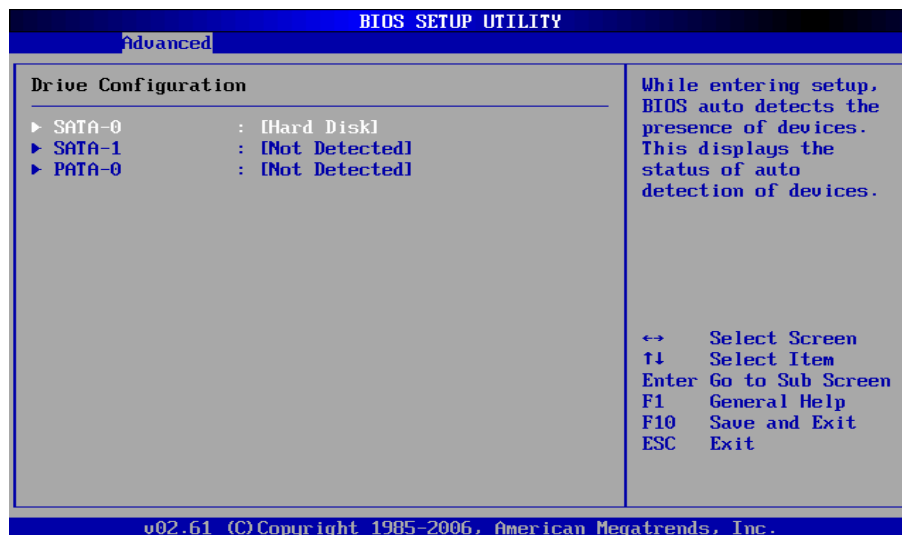 BIOS SETUP UTILITY
Advanced
Drive Configuration
SATA-0 : [Hard Disk]
SATA-1 : [Not Detected]
PATA-0 : [Not Detected]
While entering setup,
BIOS auto detects the
presence of devices.
This displays the
status of auto
detection of devices.
↔ Select Screen
↑↓ Select Item
Enter Go to Sub Screen
F1 General Help
F10 Save and Exit
ESC Exit
v02.61 (C)Copyright 1985-2006, American Megatrends, Inc.